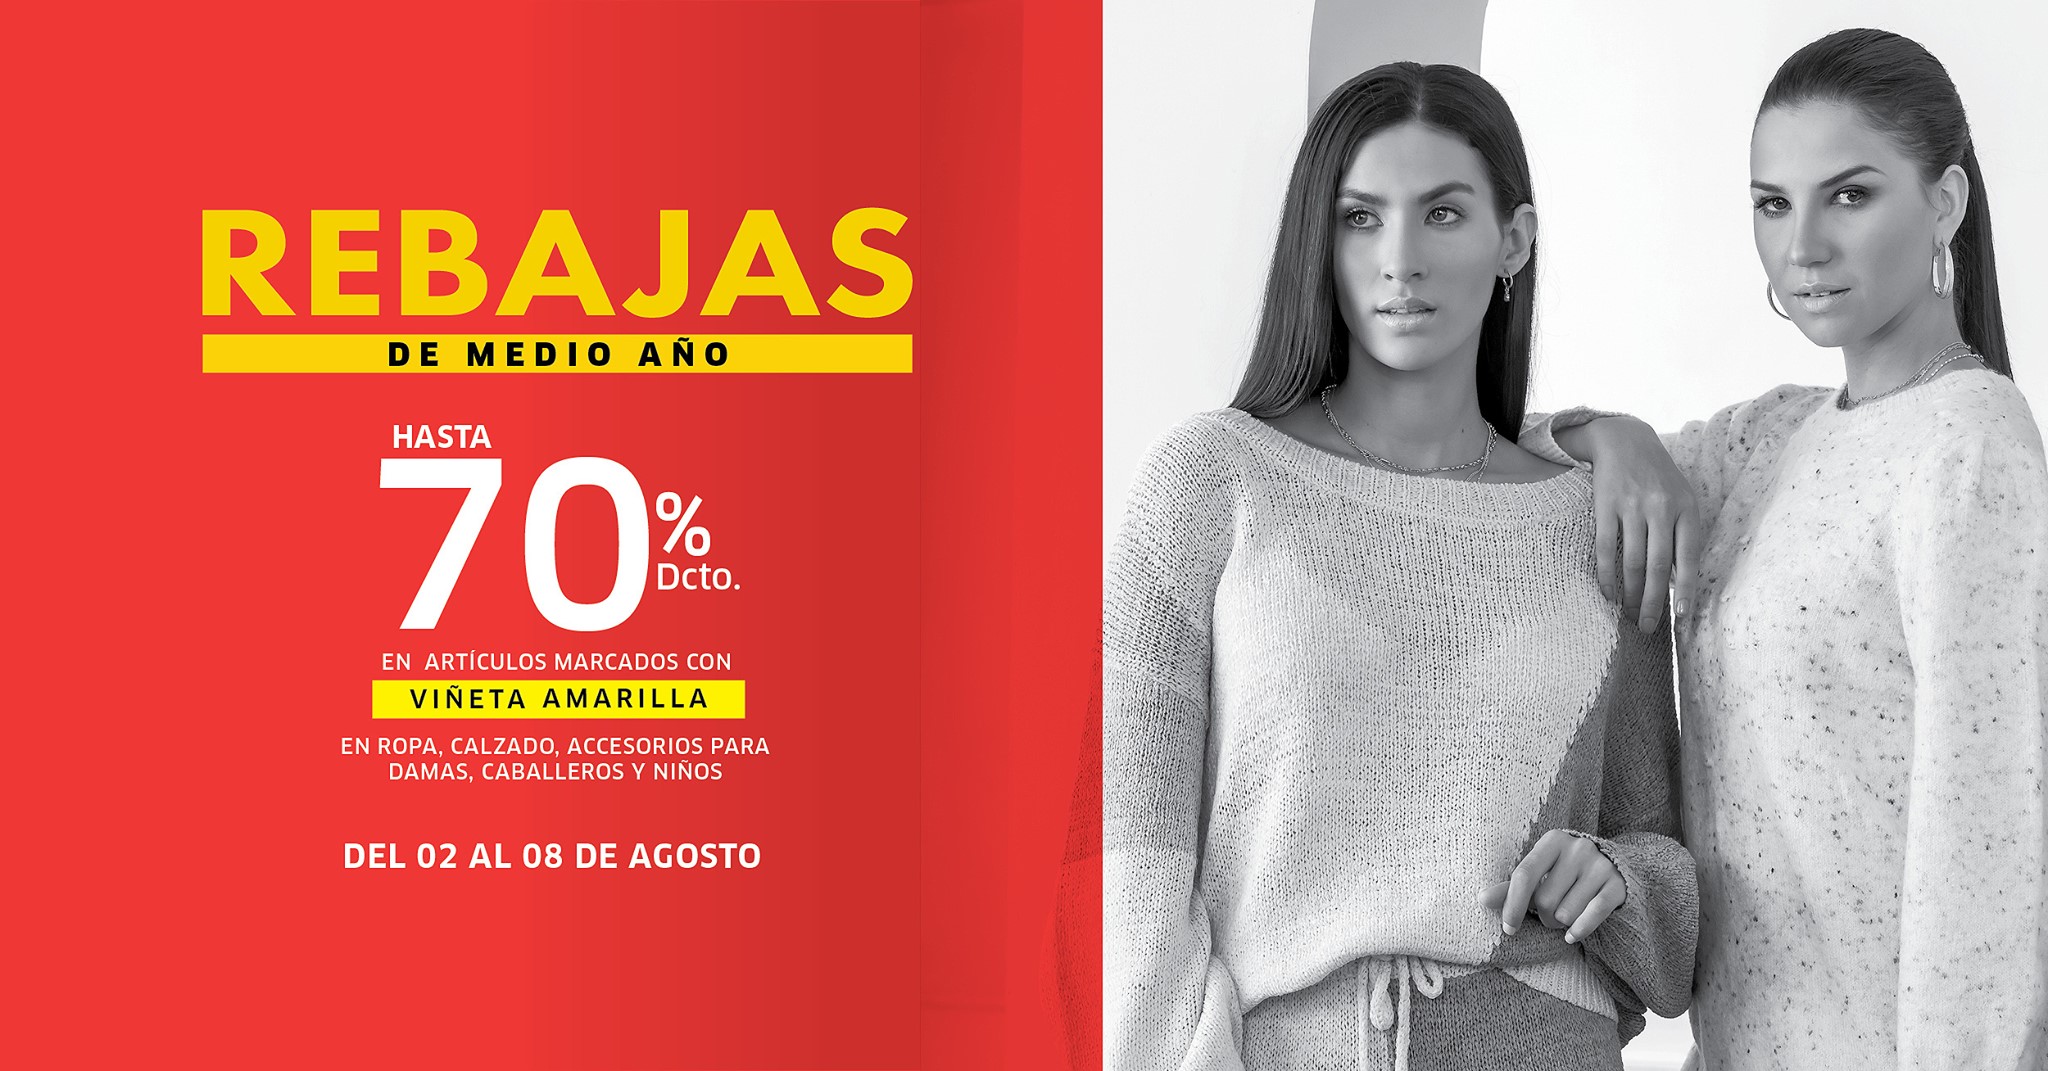 REBAJAS
DE MEDIO AÑO
HASTA
70%
Dcto.
EN ARTÍCULOS MARCADOS CON
VIÑETA AMARILLA
EN ROPA, CALZADO, ACCESORIOS PARA
DAMAS, CABALLEROS Y NIÑOS
DEL 02 AL 08 DE AGOSTO